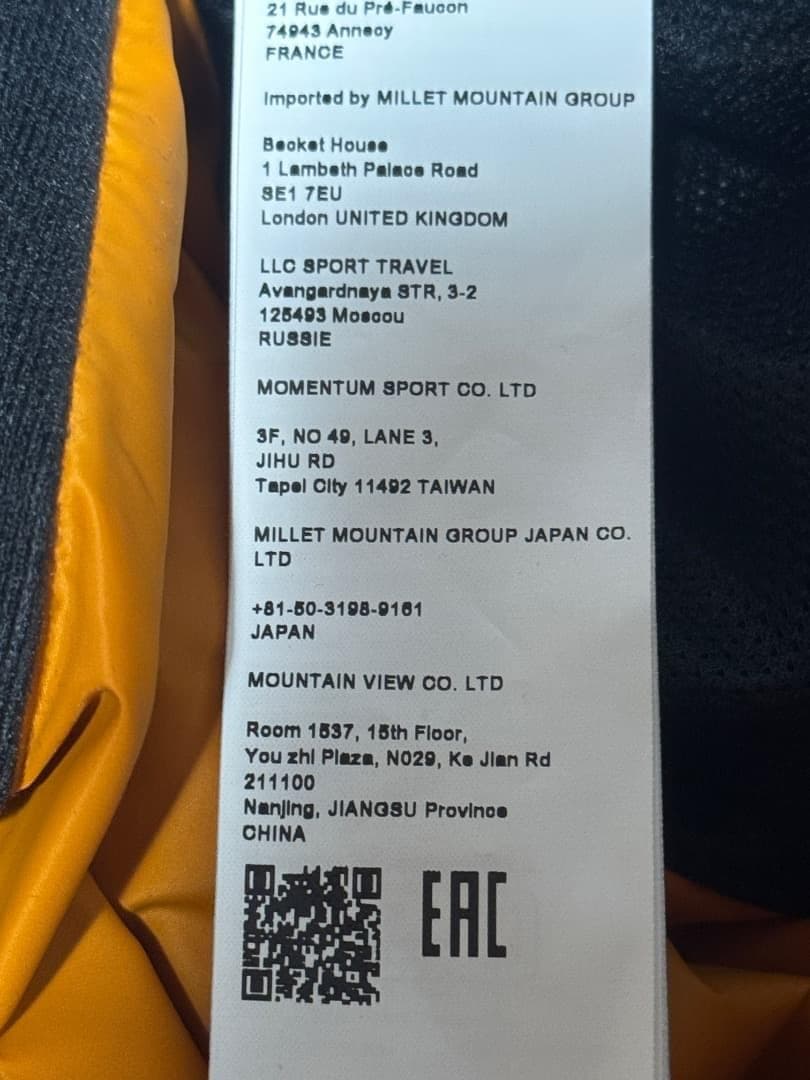 21 Rue du Pré-Faucon
74943 Annecy
FRANCE
Imported by MILLET MOUNTAIN GROUP
Becket House
1 Lambeth Palace Road
SE1 7EU
London UNITED KINGDOM
LLC SPORT TRAVEL
Avangardnaya STR, 3-2
125493 Moscou
RUSSIE
MOMENTUM SPORT CO. LTD
3F, NO 49, LANE 3,
JIHU RD
Tapei City 11492 TAIWAN
MILLET MOUNTAIN GROUP JAPAN CO.
LTD
+81-50-3198-9161
JAPAN
MOUNTAIN VIEW CO. LTD
Room 1537, 15th Floor,
You zhi Plaza, N029, Ke Jian Rd
211100
Nanjing, JIANGSU Province
CHINA
EAC